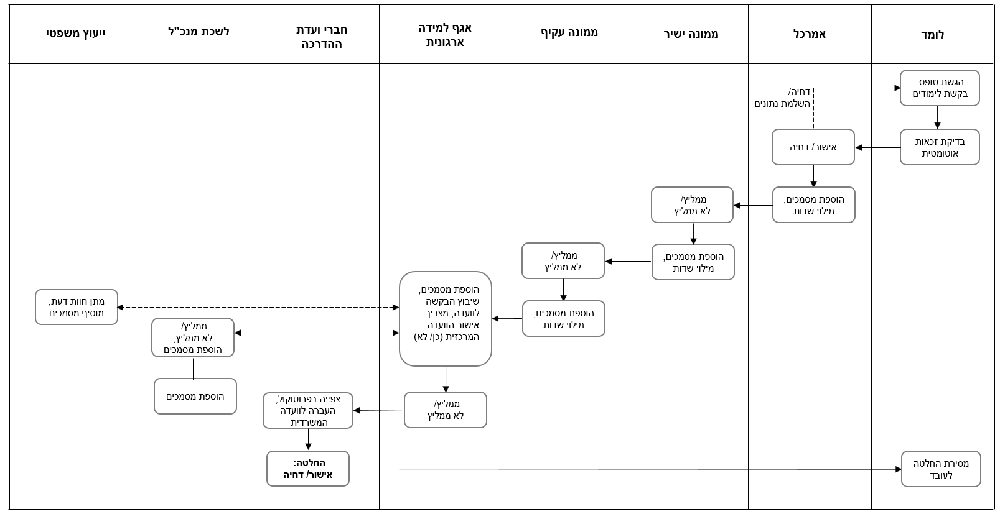 לומד
אמרכל
ממונה ישיר
ממונה עקיף
אגף למידה
ארגונית
חברי ועדת
ההדרכה
לשכת מנכ"ל
ייעוץ משפטי
הגשת טופס
בקשת לימודים
דחיה/
השלמת נתונים
בדיקת זכאות
אוטומטית
אישור/ דחיה
הוספת מסמכים,
מילוי שדות
ממליץ/
לא ממליץ
הוספת מסמכים,
מילוי שדות
ממליץ/
לא ממליץ
הוספת מסמכים,
מילוי שדות
הוספת מסמכים,
שיבוץ הבקשה
לוועדה, מצריך
אישור הוועדה
המרכזית (כן/ לא)
מתן חוות דעת,
מוסיף מסמכים
ממליץ/
לא ממליץ,
הוספת מסמכים
הוספת מסמכים
ממליץ/
לא ממליץ
צפייה בפרוטוקול,
העברה לוועדה
המשרדית
החלטה:
אישור/ דחיה
מסירת החלטה
לעובד